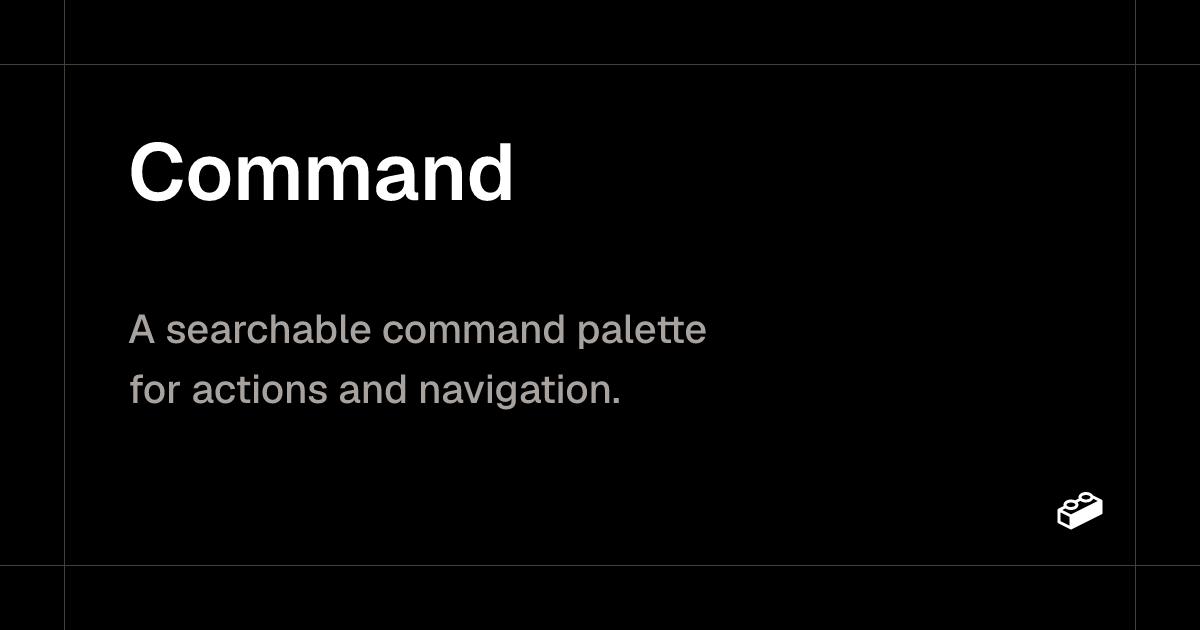 Command
A searchable command palette
for actions and navigation.